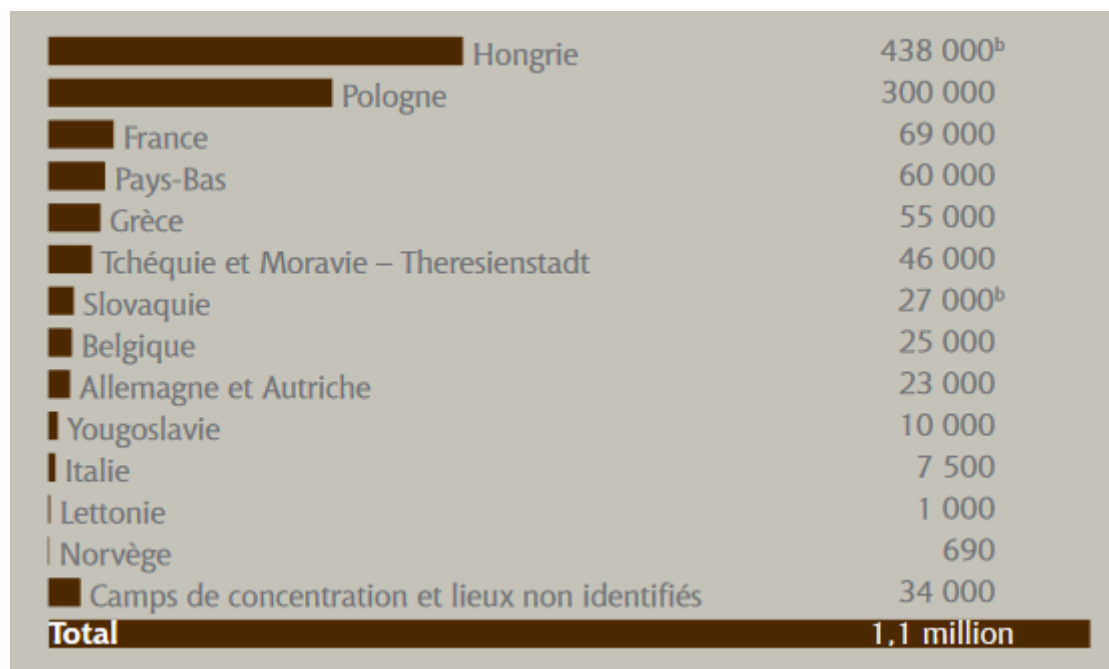 Hongrie 438 000ᵇ
Pologne 300 000
France 69 000
Pays-Bas 60 000
Grèce 55 000
Tchéquie et Moravie – Theresienstadt 46 000
Slovaquie 27 000ᵇ
Belgique 25 000
Allemagne et Autriche 23 000
Yougoslavie 10 000
Italie 7 500
Lettonie 1 000
Norvège 690
Camps de concentration et lieux non identifiés 34 000
Total 1,1 million